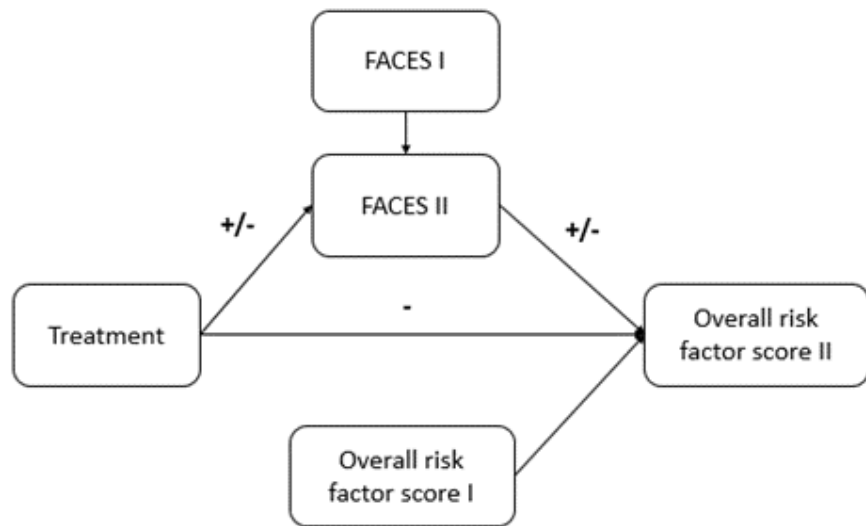 FACES I
FACES II
+/-
+/-
-
Treatment
Overall risk
factor score II
Overall risk
factor score I